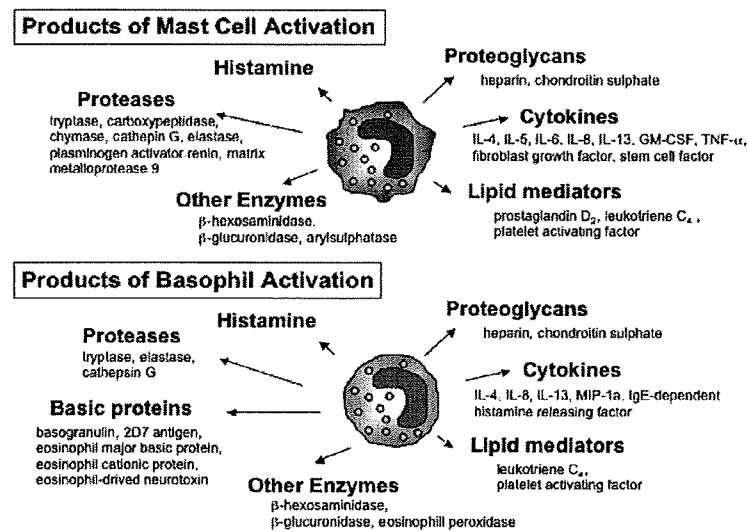 Products of Mast Cell Activation
Histamine
Proteoglycans
heparin, chondroitin sulphate
Proteases
tryptase, carboxypeptidase,
chymase, cathepin G, elastase,
plasminogen activator renin, matrix
metalloprotease 9
Cytokines
IL-4, IL-5, IL-6, IL-8, IL-13, GM-CSF, TNF-α,
fibroblast growth factor, stem cell factor
Other Enzymes
β-hexosaminidase,
β-glucuronidase, arylsulphatase
Lipid mediators
prostaglandin D₂, leukotriene C₄,
platelet activating factor
Products of Basophil Activation
Histamine
Proteoglycans
heparin, chondroitin sulphate
Proteases
tryptase, elastase,
cathepsin G
Cytokines
IL-4, IL-8, IL-13, MIP-1a, IgE-dependent
histamine releasing factor
Basic proteins
basogranulin, 2D7 antigen,
eosinophil major basic protein,
eosinophil cationic protein,
eosinophil-drived neurotoxin
Lipid mediators
leukotriene C₄,
platelet activating factor
Other Enzymes
β-hexosaminidase,
β-glucuronidase, eosinophill peroxidase